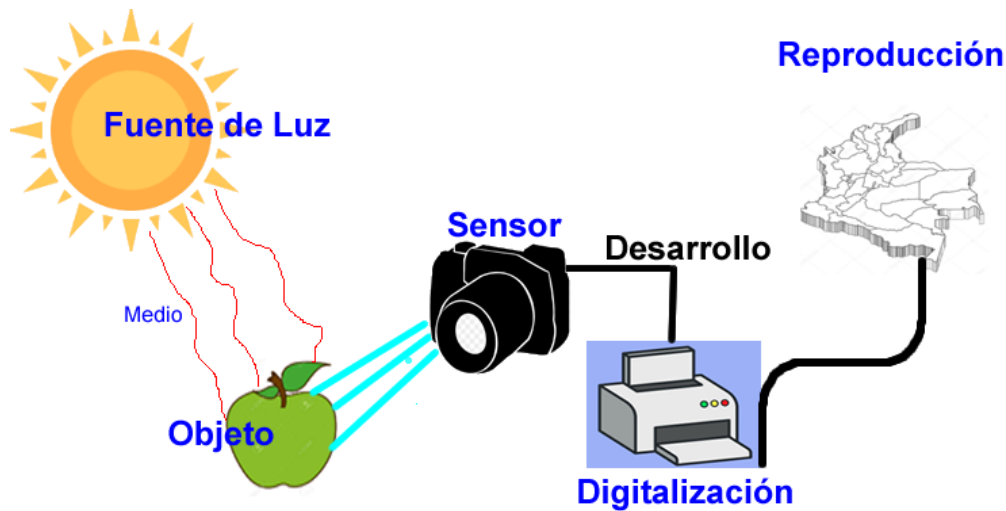 Reproducción
Fuente de Luz
Sensor
Desarrollo
Medio
Objeto
Digitalización